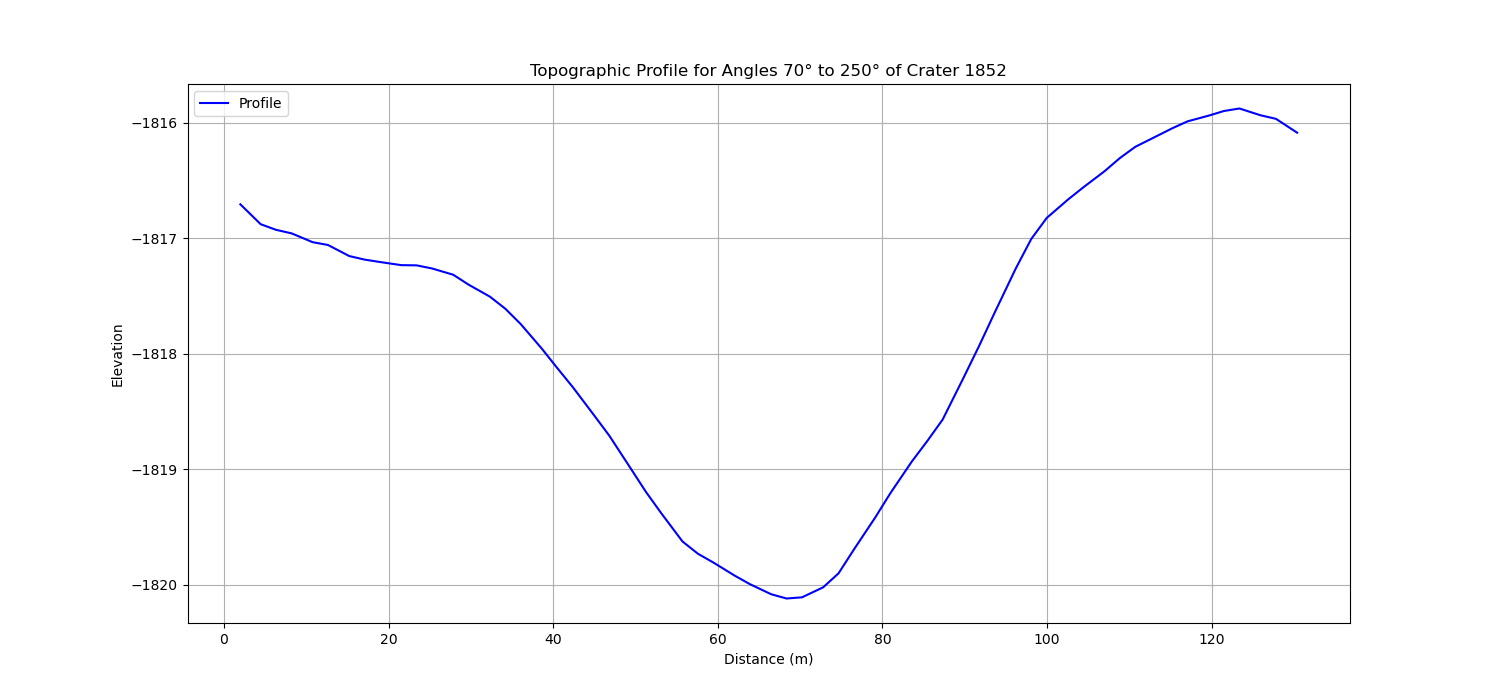 Topographic Profile for Angles 70° to 250° of Crater 1852
Profile
−1816
−1817
−1818
−1819
−1820
Elevation
0 20 40 60 80 100 120
Distance (m)